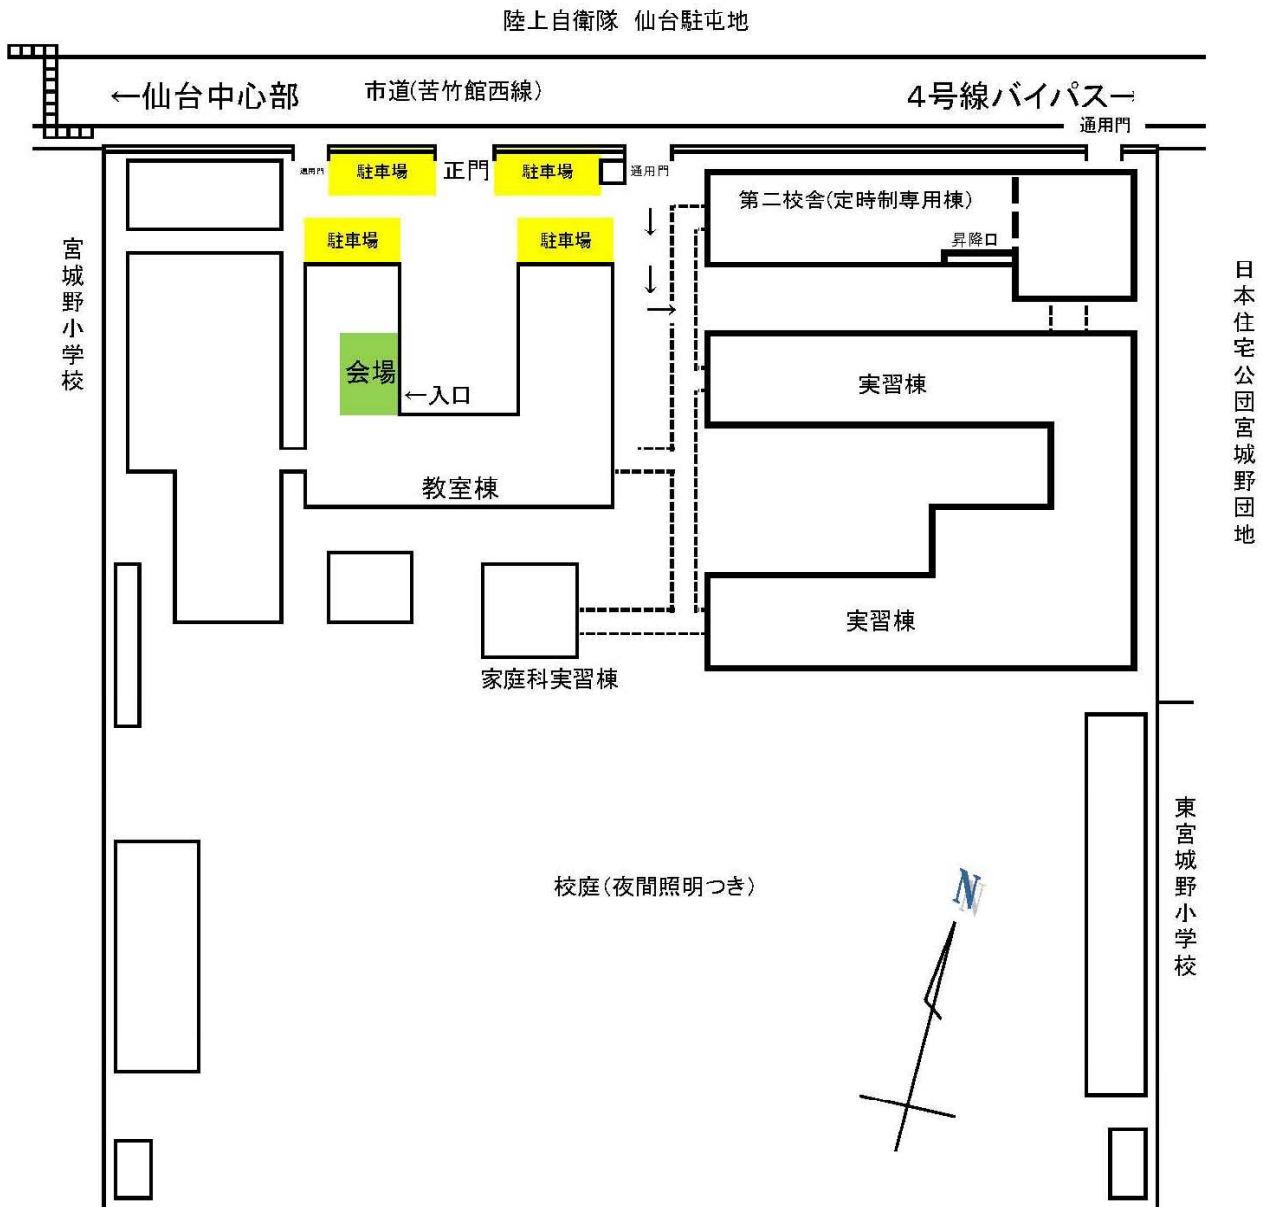 陸上自衛隊 仙台駐屯地
←仙台中心部
市道(苦竹館西線)
4号線バイパス→
通用門
通用門
駐車場
正門
駐車場
通用門
第二校舎(定時制専用棟)
昇降口
駐車場
駐車場
↓
↓
→
宮城野小学校
日本住宅公団宮城野団地
会場
←入口
実習棟
教室棟
実習棟
家庭科実習棟
東宮城野小学校
校庭(夜間照明つき)
N